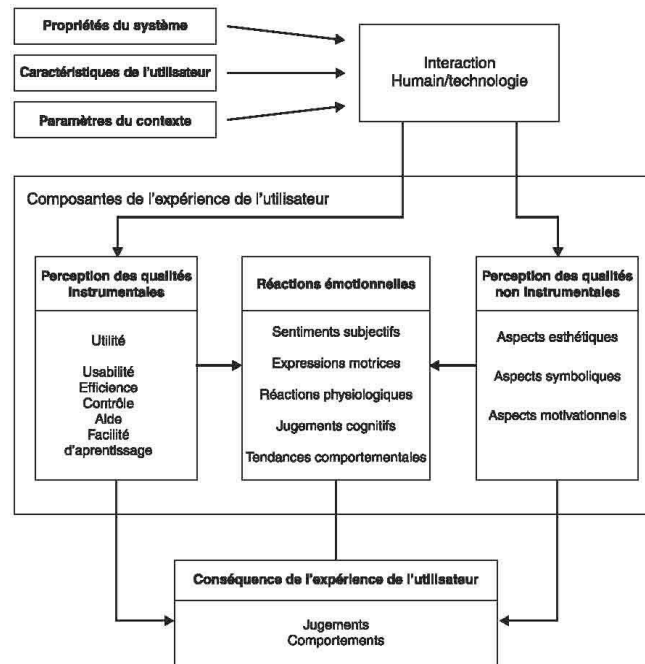 Propriétés du système
Caractéristiques de l'utilisateur
Paramètres du contexte
Interaction
Humain/technologie
Composantes de l'expérience de l'utilisateur
Perception des qualités
instrumentales
Utilité
Usabilité
Efficience
Contrôle
Aide
Facilité
d'aprentissage
Réactions émotionnelles
Sentiments subjectifs
Expressions motrices
Réactions physiologiques
Jugements cognitifs
Tendances comportementales
Perception des qualités
non instrumentales
Aspects esthétiques
Aspects symboliques
Aspects motivationnels
Conséquence de l'expérience de l'utilisateur
Jugements
Comportements